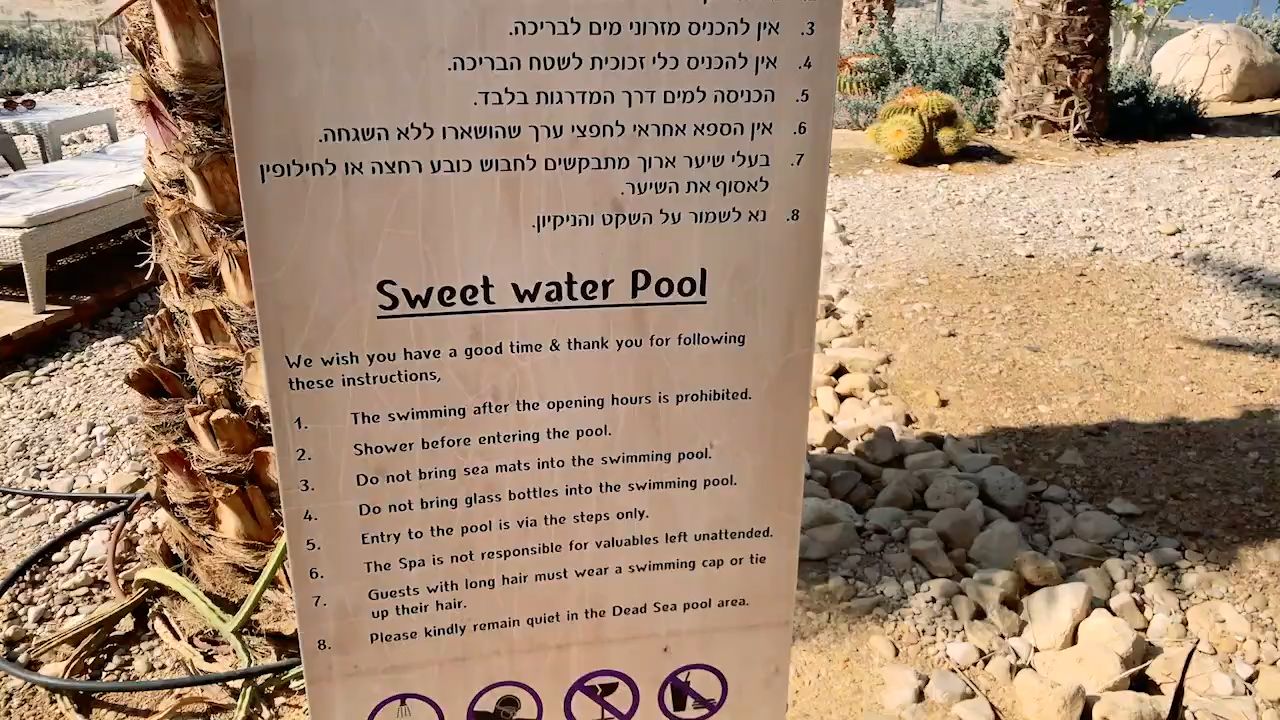 3. אין להכניס מזרוני מים לבריכה.
4. אין להכניס כלי זכוכית לשטח הבריכה.
5. הכניסה למים דרך המדרגות בלבד.
6. אין הספא אחראי לחפצי ערך שהושארו ללא השגחה.
7. בעלי שיער ארוך מתבקשים לחבוש כובע רחצה או לחילופין
לאסוף את השיער.
8. נא לשמור על השקט והניקיון.
Sweet water Pool
We wish you have a good time & thank you for following
these instructions,
1. The swimming after the opening hours is prohibited.
2. Shower before entering the pool.
3. Do not bring sea mats into the swimming pool.
4. Do not bring glass bottles into the swimming pool.
5. Entry to the pool is via the steps only.
6. The Spa is not responsible for valuables left unattended.
7. Guests with long hair must wear a swimming cap or tie
up their hair.
8. Please kindly remain quiet in the Dead Sea pool area.